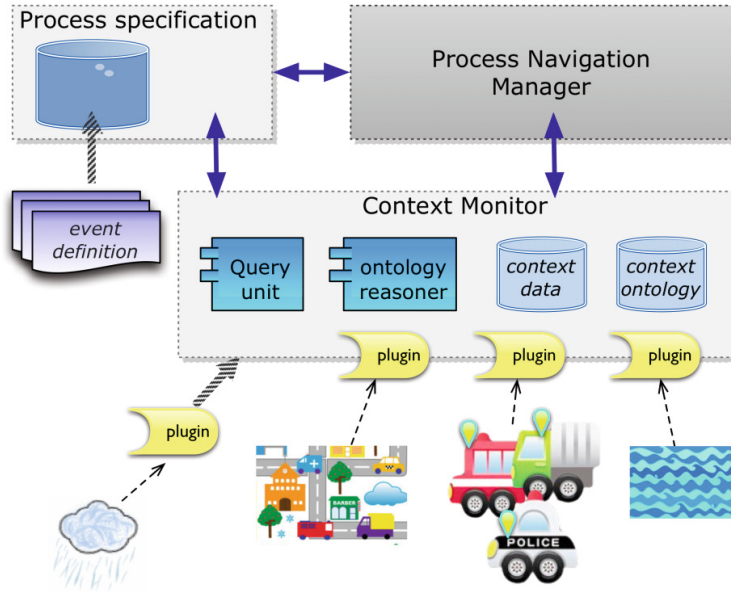 Process specification
Process Navigation
Manager
event
definition
Context Monitor
Query
unit
ontology
reasoner
context
data
context
ontology
plugin
plugin
plugin
plugin
BARBER
POLICE